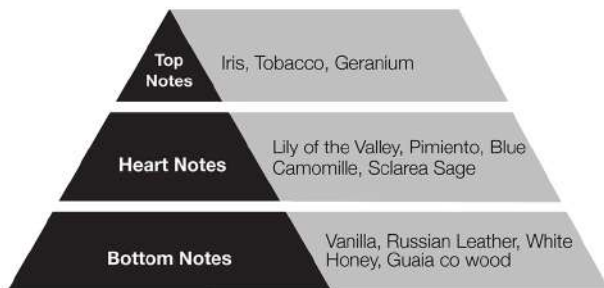 Top
Notes
Iris, Tobacco, Geranium
Heart Notes
Lily of the Valley, Pimiento, Blue
Camomille, Sclarea Sage
Bottom Notes
Vanilla, Russian Leather, White
Honey, Guaia co wood